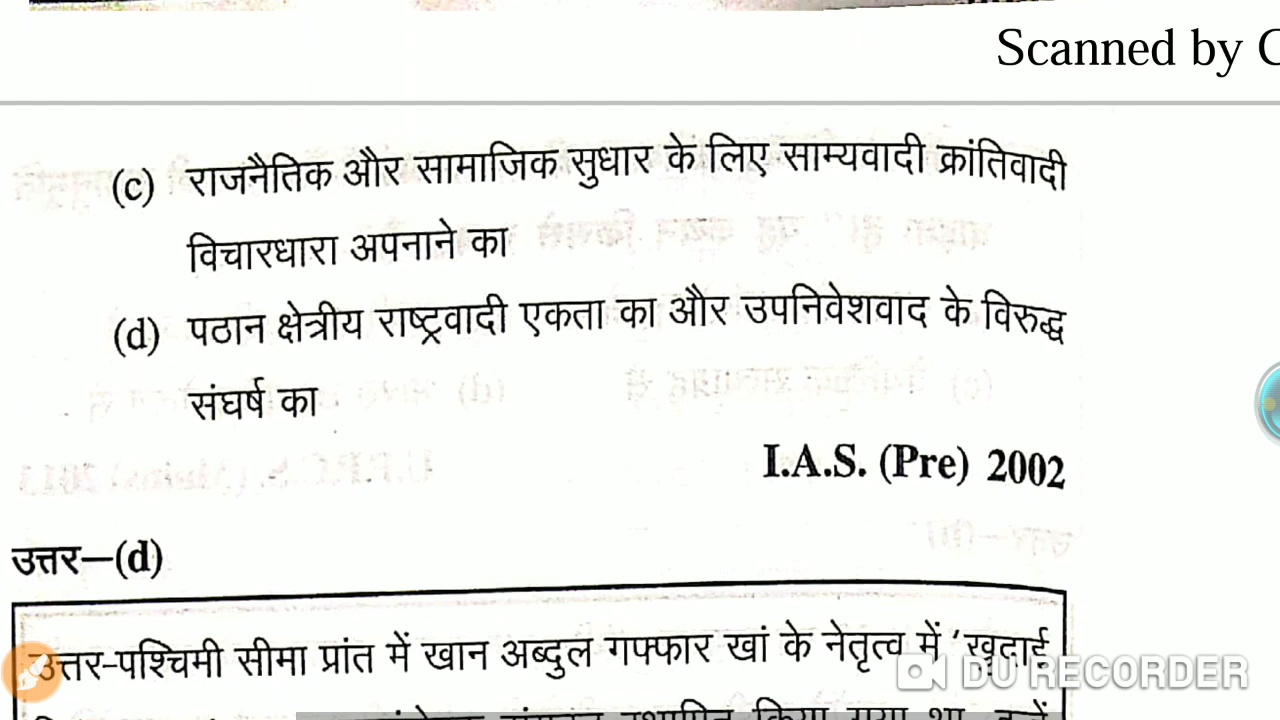 Scanned by
(c) राजनैतिक और सामाजिक सुधार के लिए साम्यवादी क्रांतिवादी
विचारधारा अपनाने का
(d) पठान क्षेत्रीय राष्ट्रवादी एकता का और उपनिवेशवाद के विरुद्ध
संघर्ष का
I.A.S. (Pre) 2002
उत्तर—(d)
उत्तर-पश्चिमी सीमा प्रांत में खान अब्दुल गफ्फार खां के नेतृत्व में 'खुदाई
DU RECORDER